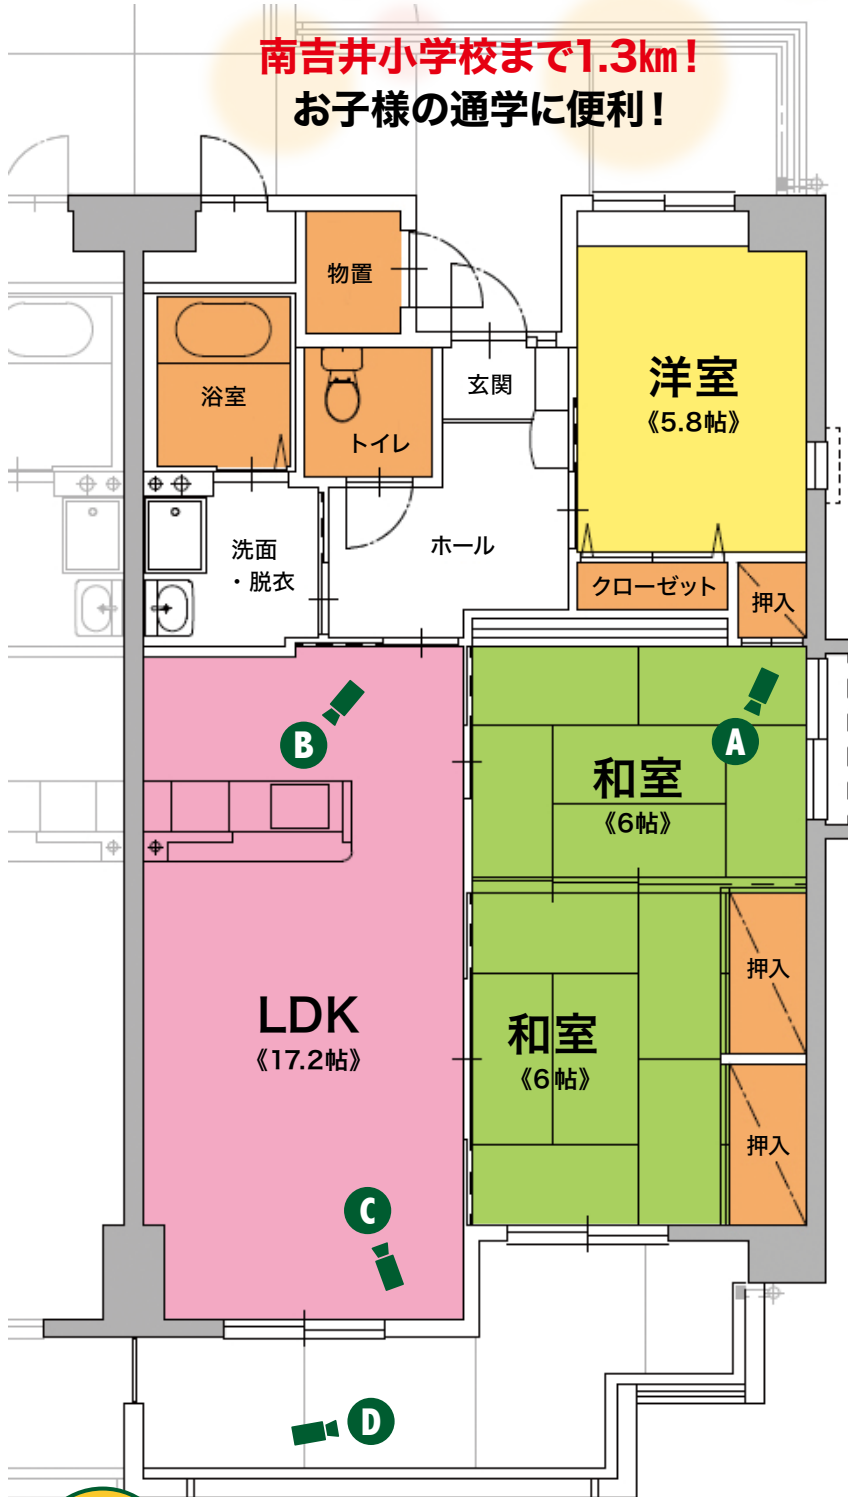 南吉井小学校まで1.3㎞！
お子様の通学に便利！
物置
浴室
トイレ
玄関
洋室
《5.8帖》
洗面
・脱衣
ホール
クローゼット
押入
B
A
和室
《6帖》
押入
LDK
《17.2帖》
和室
《6帖》
押入
C
D